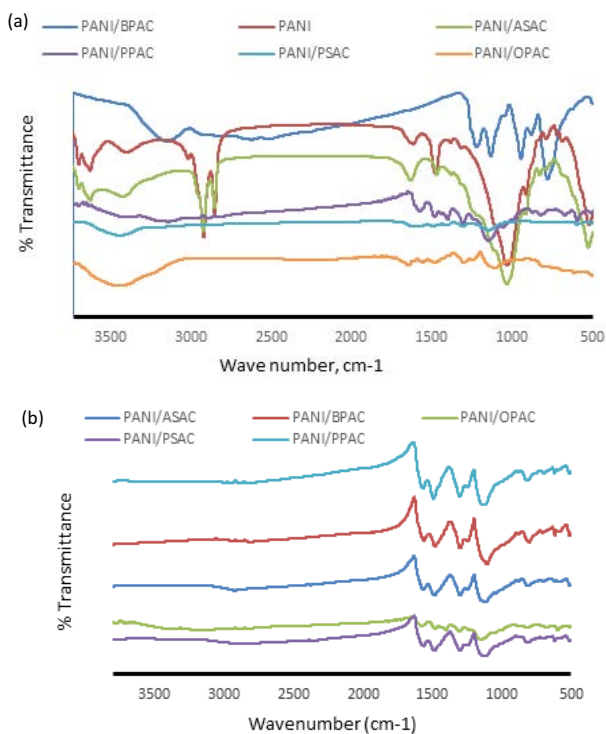 (a)
PANI/BPAC PANI PANI/ASAC
PANI/PPAC PANI/PSAC PANI/OPAC
% Transmittance
3500 3000 2500 2000 1500 1000 500
Wave number, cm-1
(b)
PANI/ASAC PANI/BPAC PANI/OPAC
PANI/PSAC PANI/PPAC
% Transmittance
3500 3000 2500 2000 1500 1000 500
Wavenumber (cm-1)